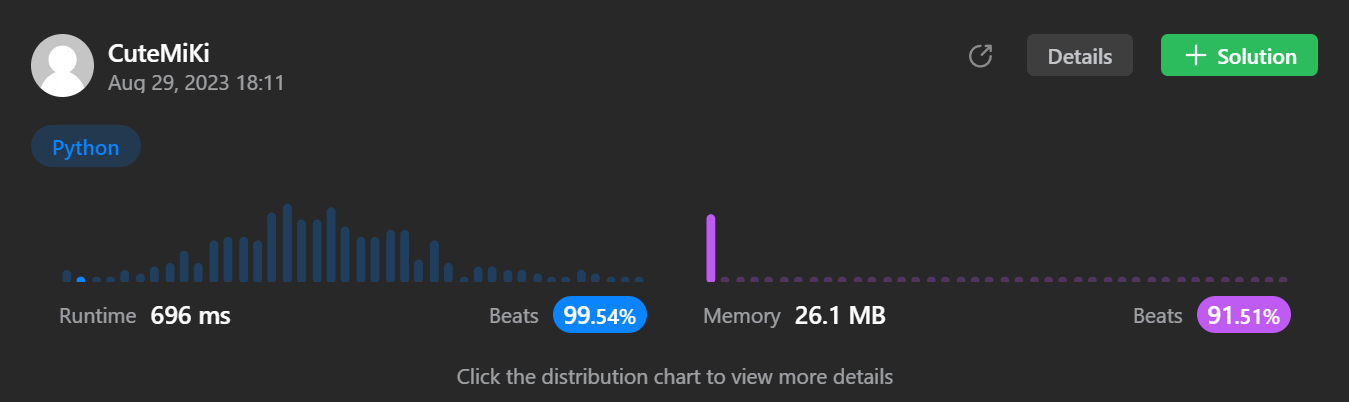 CuteMiKi
Details
+ Solution
Aug 29, 2023 18:11
Python
Runtime 696 ms Beats 99.54%
Memory 26.1 MB Beats 91.51%
Click the distribution chart to view more details